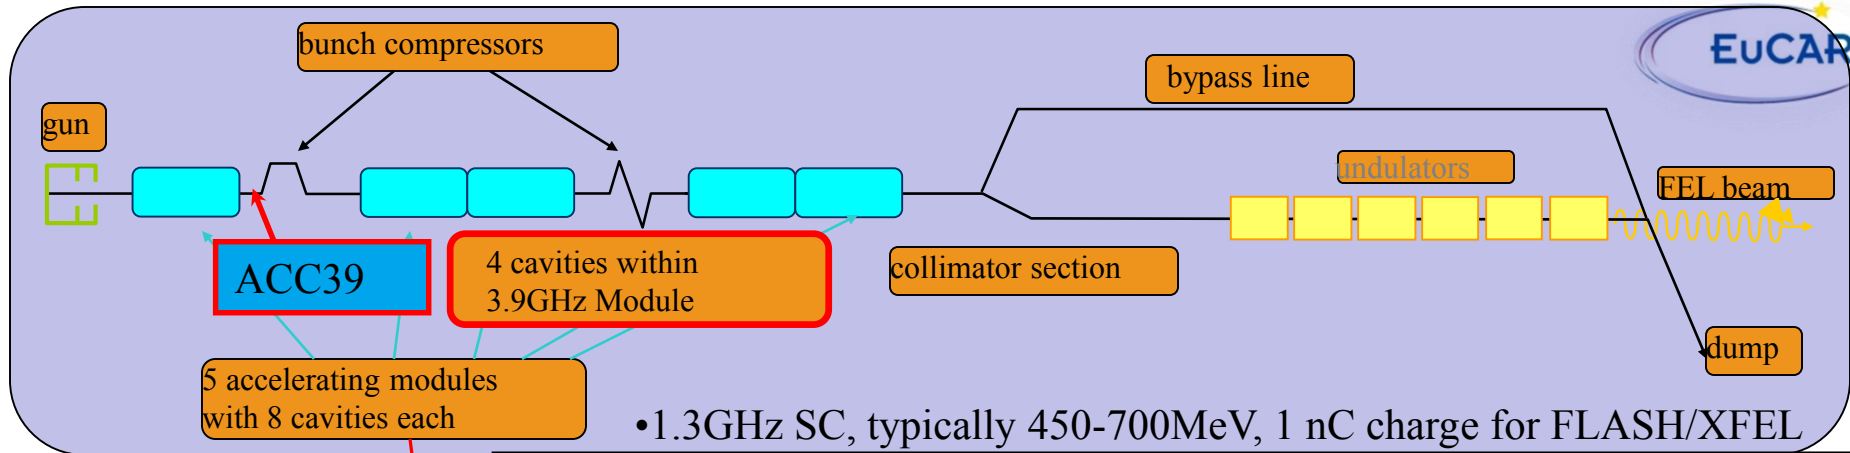 bunch compressors
EuCAR
bypass line
gun
undulators
FEL beam
ACC39
4 cavities within
3.9GHz Module
collimator section
dump
5 accelerating modules
with 8 cavities each
•1.3GHz SC, typically 450-700MeV, 1 nC charge for FLASH/XFEL